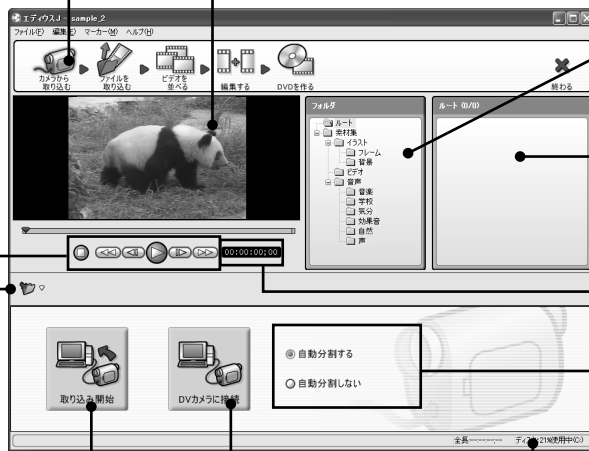 エディウスJ - sample_2
ファイル(F) 編集(E) マーカー(M) ヘルプ(H)
カメラから
取り込む
ファイルを
取り込む
ビデオを
並べる
編集する
DVDを作る
終わる
フォルダ
ルート (0/0)
ルート
素材集
イラスト
フレーム
背景
ビデオ
音声
音楽
学校
気分
効果音
自然
声
00:00:00;00
取り込み開始
DVカメラに接続
自動分割する
自動分割しない
全長--:--:--;-- ディスク:21%使用中(C:)